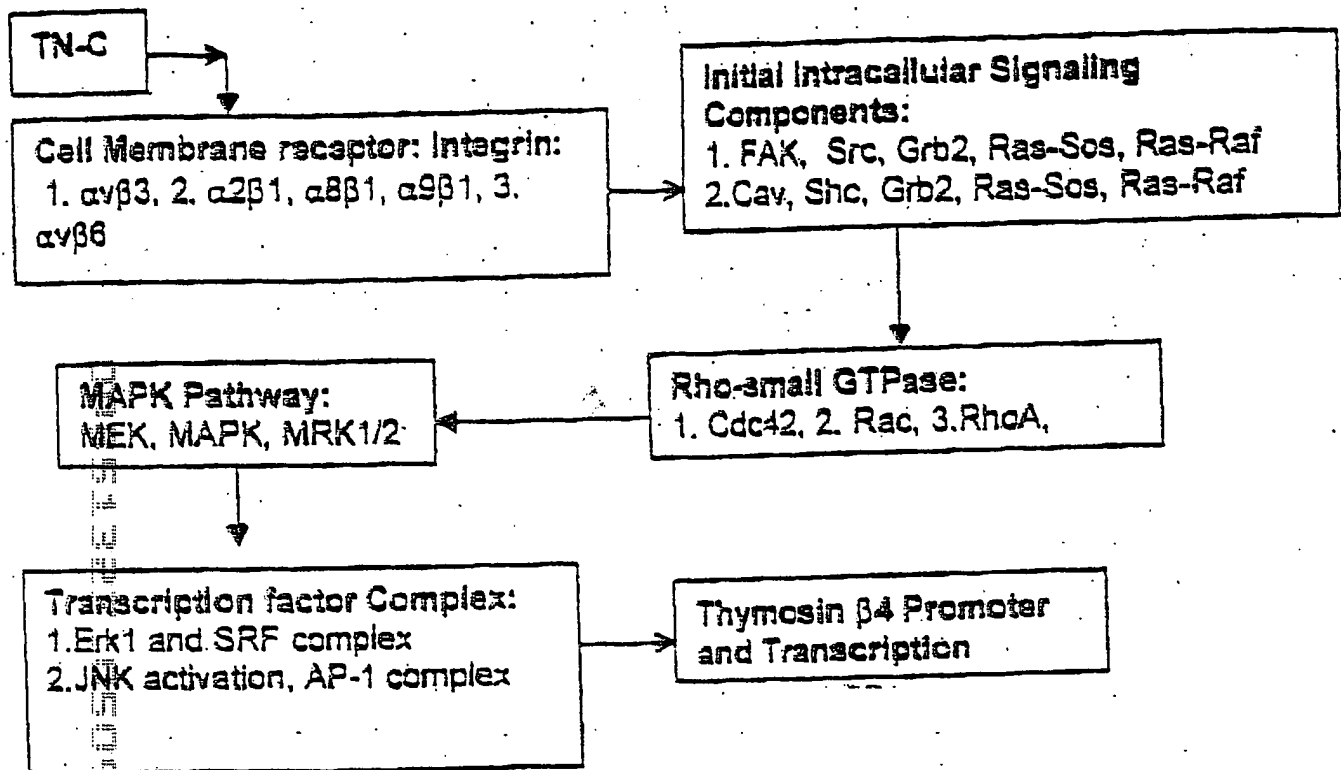 TN-C
Cell Membrane receptor: Integrin:
1. αvβ3, 2. α2β1, α8β1, α9β1, 3.
αvβ6
Initial Intracellular Signaling
Components:
1. FAK, Src, Grb2, Ras-Sos, Ras-Raf
2.Cav, Shc, Grb2, Ras-Sos, Ras-Raf
Rho-small GTPase:
1. Cdc42, 2. Rac, 3.RhoA,
MAPK Pathway:
MEK, MAPK, MRK1/2
Transcription factor Complex:
1.Erk1 and SRF complex
2.JNK activation, AP-1 complex
Thymosin β4 Promoter
and Transcription